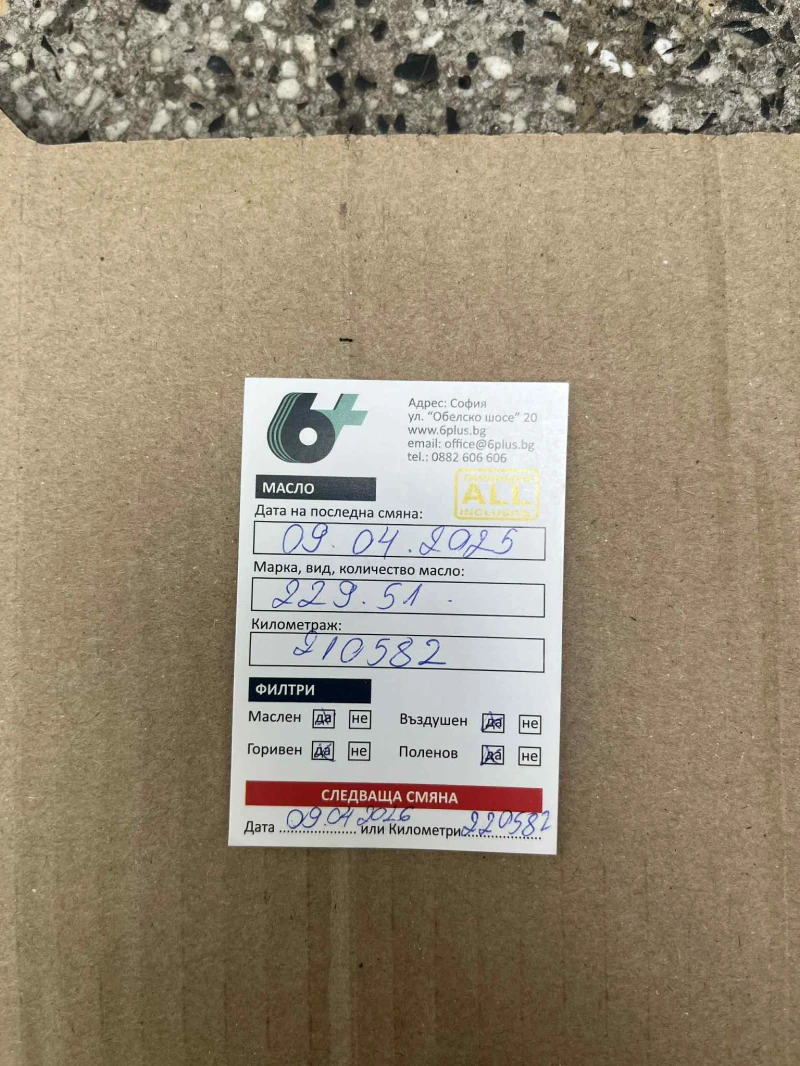 6+
Адрес: София
ул. "Обелско шосе" 20
www.6plus.bg
email: office@6plus.bg
tel.: 0882 606 606
ALL
INCLUSIVE
МАСЛО
Дата на последна смяна:
09.04.2025
Марка, вид, количество масло:
229.51.
Километраж:
210582
ФИЛТРИ
Маслен да не Въздушен да не
Горивен да не Поленов да не
СЛЕДВАЩА СМЯНА
Дата 09.04 2026 или Километри 220582